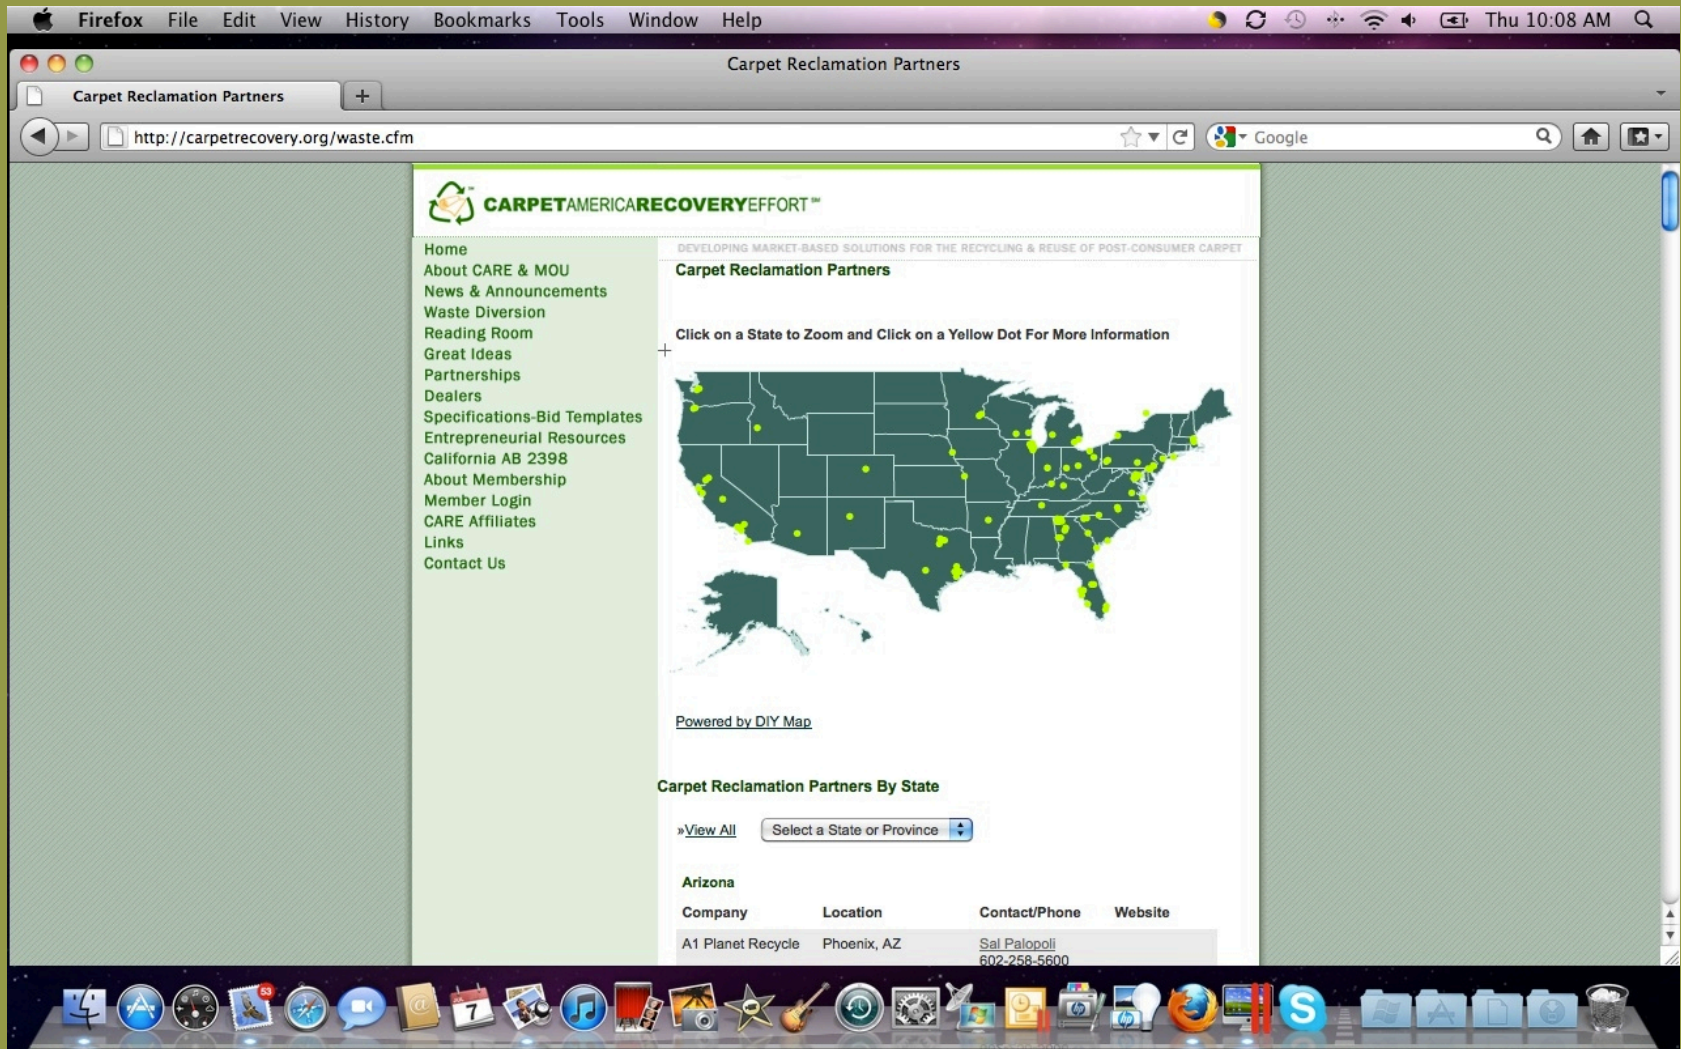 Firefox File Edit View History Bookmarks Tools Window Help Thu 10:08 AM
Carpet Reclamation Partners
Carpet Reclamation Partners
http://carpetrecovery.org/waste.cfm Google
CARPETAMERICARECOVERYEFFORT℠
DEVELOPING MARKET-BASED SOLUTIONS FOR THE RECYCLING & REUSE OF POST-CONSUMER CARPET
Home
About CARE & MOU
News & Announcements
Waste Diversion
Reading Room
Great Ideas
Partnerships
Dealers
Specifications-Bid Templates
Entrepreneurial Resources
California AB 2398
About Membership
Member Login
CARE Affiliates
Links
Contact Us
Carpet Reclamation Partners
Click on a State to Zoom and Click on a Yellow Dot For More Information
Powered by DIY Map
Carpet Reclamation Partners By State
»View All Select a State or Province
Arizona
Company Location Contact/Phone Website
A1 Planet Recycle Phoenix, AZ Sal Palopoli
602-258-5600
53
7